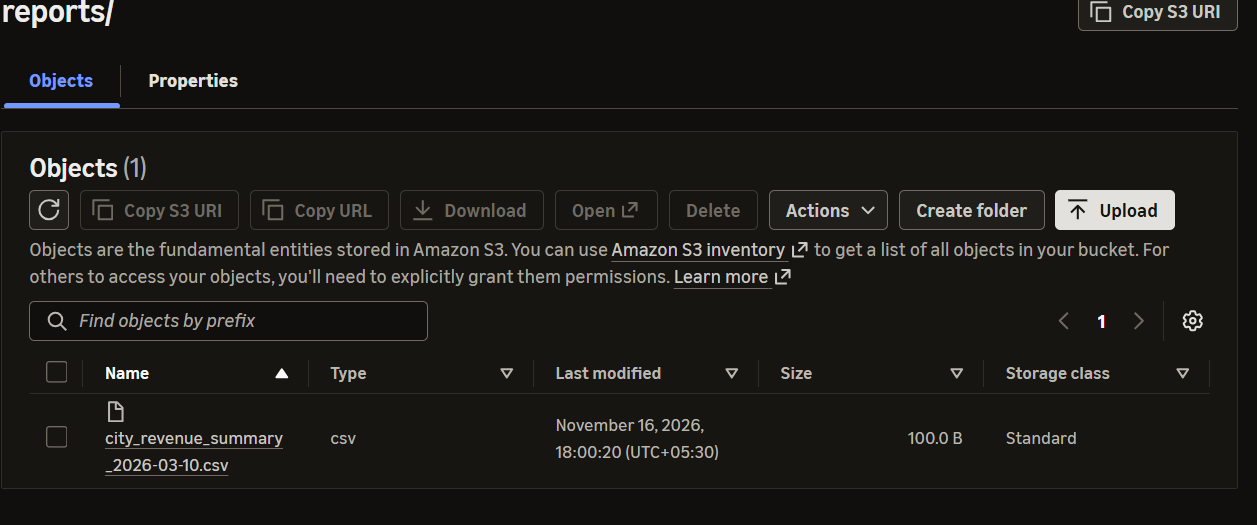 reports/
Copy S3 URI
Objects
Properties
Objects (1)
Copy S3 URI
Copy URL
Download
Open
Delete
Actions
Create folder
Upload
Objects are the fundamental entities stored in Amazon S3. You can use Amazon S3 inventory to get a list of all objects in your bucket. For
others to access your objects, you'll need to explicitly grant them permissions. Learn more
Find objects by prefix
1
Name
Type
Last modified
Size
Storage class
city_revenue_summary
_2026-03-10.csv
csv
November 16, 2026,
18:00:20 (UTC+05:30)
100.0 B
Standard